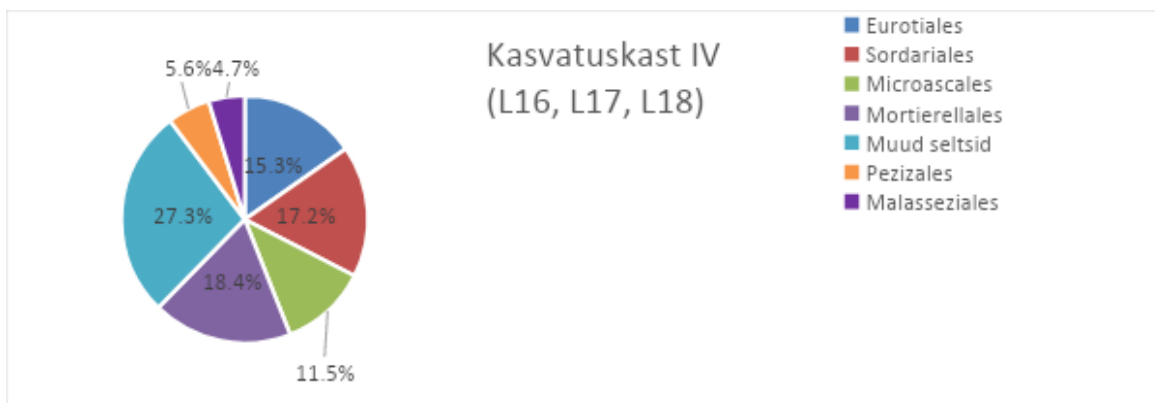 Kasvatuskast IV
(L16, L17, L18)
Eurotiales
Sordariales
Microascales
Mortierellales
Muud seltsid
Pezizales
Malasseziales
5.6%
4.7%
15.3%
27.3%
17.2%
18.4%
11.5%